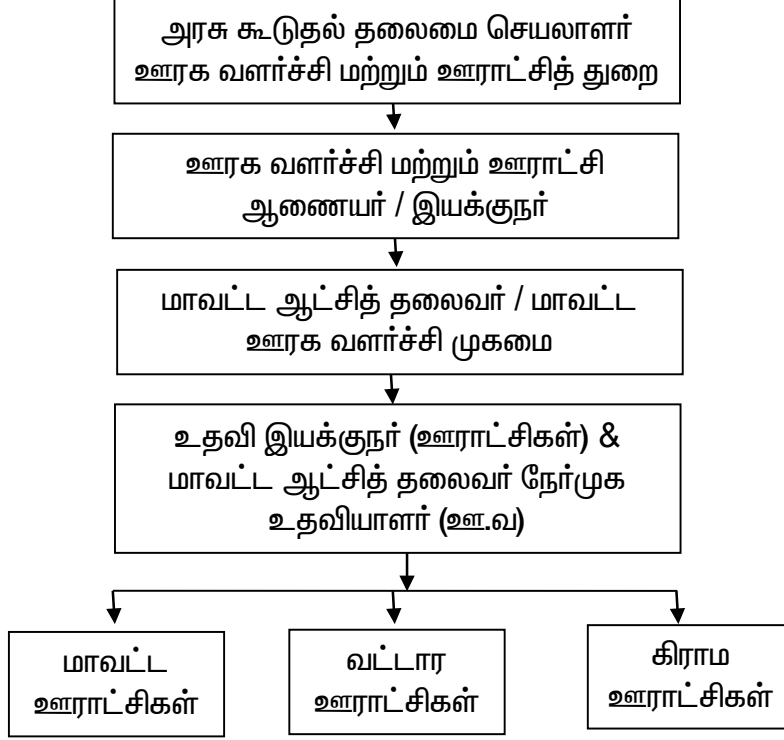 அரசு கூடுதல் தலைமை செயலாளர்
ஊரக வளர்ச்சி மற்றும் ஊராட்சித் துறை
ஊரக வளர்ச்சி மற்றும் ஊராட்சி
ஆணையர் / இயக்குநர்
மாவட்ட ஆட்சித் தலைவர் / மாவட்ட
ஊரக வளர்ச்சி முகமை
உதவி இயக்குநர் (ஊராட்சிகள்) &
மாவட்ட ஆட்சித் தலைவர் நேர்முக
உதவியாளர் (ஊ.வ)
மாவட்ட
ஊராட்சிகள்
வட்டார
ஊராட்சிகள்
கிராம
ஊராட்சிகள்